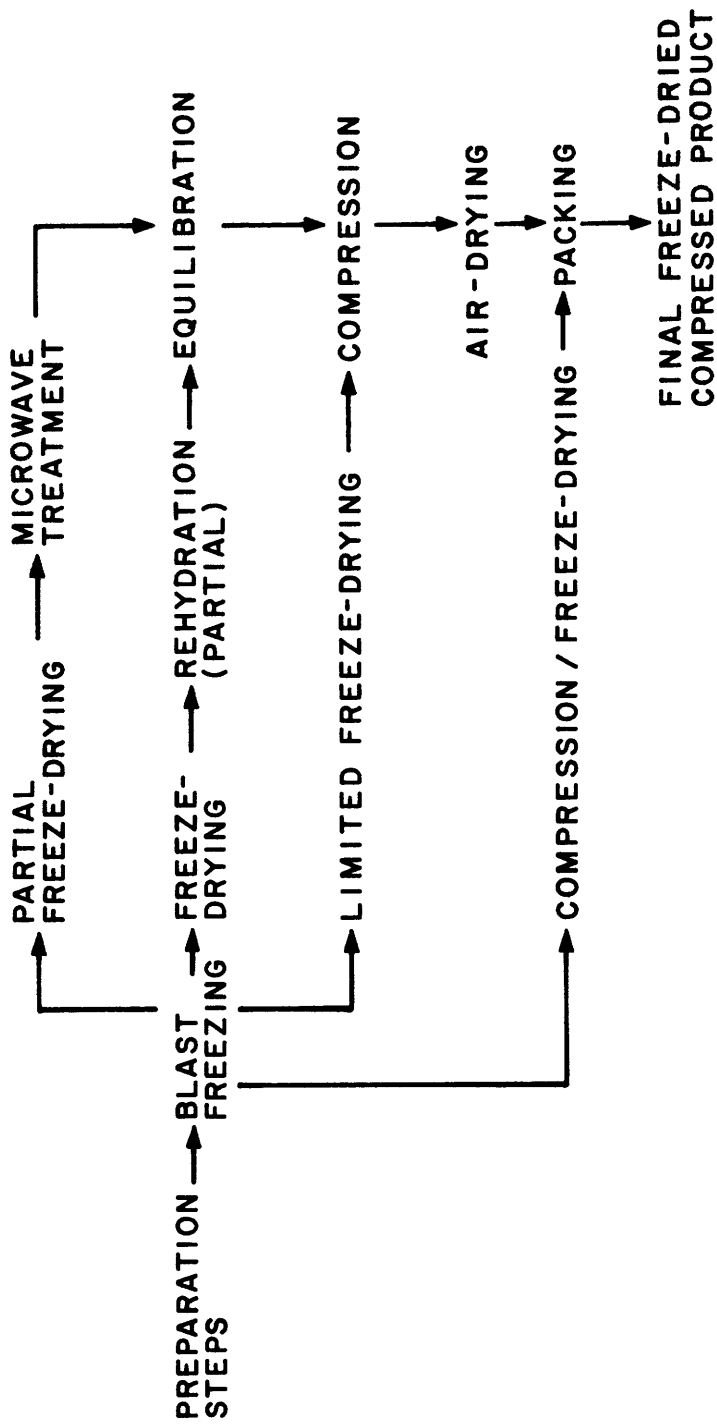 PREPARATION
STEPS
BLAST
FREEZING
PARTIAL
FREEZE-DRYING
MICROWAVE
TREATMENT
FREEZE-
DRYING
REHYDRATION
(PARTIAL)
EQUILIBRATION
LIMITED FREEZE-DRYING
COMPRESSION
AIR-DRYING
COMPRESSION / FREEZE-DRYING
PACKING
FINAL FREEZE-DRIED
COMPRESSED PRODUCT